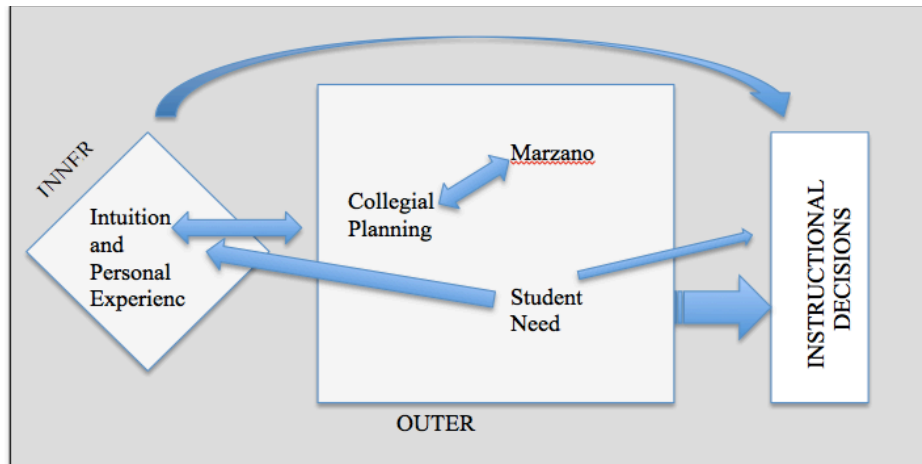 INNER
Intuition
and
Personal
Experienc
Marzano
Collegial
Planning
Student
Need
OUTER
INSTRUCTIONAL
DECISIONS